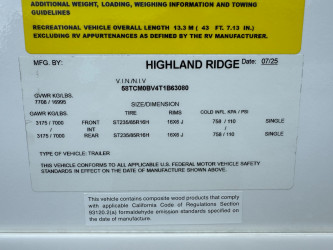 ADDITIONAL WEIGHT, LOADING, WEIGHING INFORMATION AND TOWING
GUIDELINES
RECREATIONAL VEHICLE OVERALL LENGTH 13.3 M ( 43 FT. 7.13 IN.)
EXCLUDING RV APPURTENANCES AS DEFINED BY THE RV MANUFACTURER.
MFG BY: HIGHLAND RIDGE Date: 07/25
V.I.N/N.I.V
58TCM0BV4T1B63080
GVWR KG/LBS.
7708 / 16995
SIZE/DIMENSION
GAWR KG/LBS. TIRE RIM COLD INFL. KPA / PSI
3175 / 7000 FRONT ST235/85R16H 16X6 J 758 / 110 SINGLE
INT
3175 / 7000 REAR ST235/85R16H 16X6 J 758 / 110 SINGLE
TYPE OF VEHICLE: TRAILER
THIS VEHICLE CONFORMS TO ALL APPLICABLE U.S. FEDERAL MOTOR VEHICLE SAFETY
STANDARDS IN EFFECT ON THE DATE OF MANUFACTURE SHOWN ABOVE.
This vehicle contains composite wood products that comply
with applicable California Code of Regulations Section
93120.2(a) formaldehyde emission standards specified on
the date of manufacture.